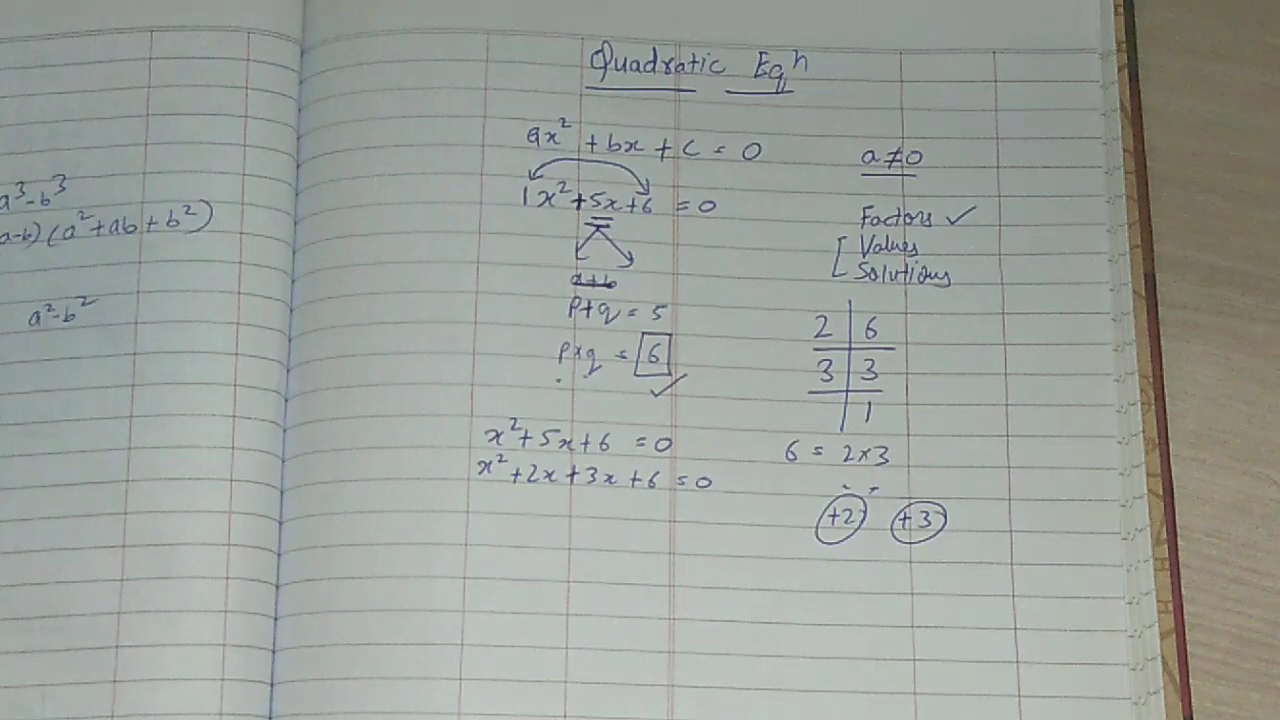 a³-b³
a-b) (a²+ab+b²)
a²-b²
Quadratic Eqⁿ
ax² + bx + c = 0
a≠0
1x²+5x+6 = 0
Factors ✓
[ Values
Solutions
a+b
p+q = 5
p×q = 6 ✓
2 | 6
3 | 3
| 1
x²+5x+6 = 0
6 = 2×3
x²+2x+3x+6 = 0
+2 +3